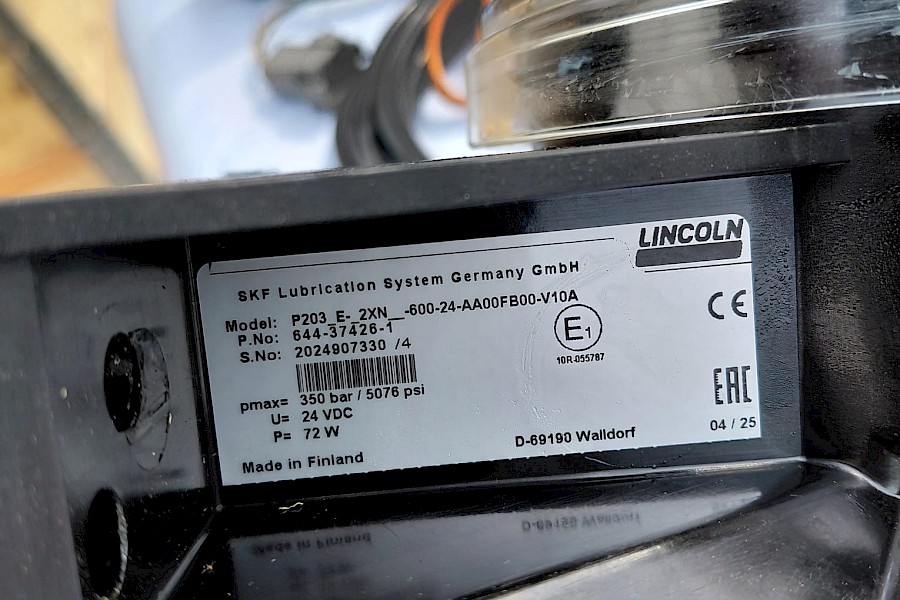 LINCOLN
SKF Lubrication System Germany GmbH
Model: P203_E-_2XN__-600-24-AA00FB00-V10A
P.No: 644-37426-1
S.No: 2024907330 /4
E1
10R-055787
CE
pmax= 350 bar / 5076 psi
U= 24 VDC
P= 72 W
EAC
04 / 25
D-69190 Walldorf
Made in Finland